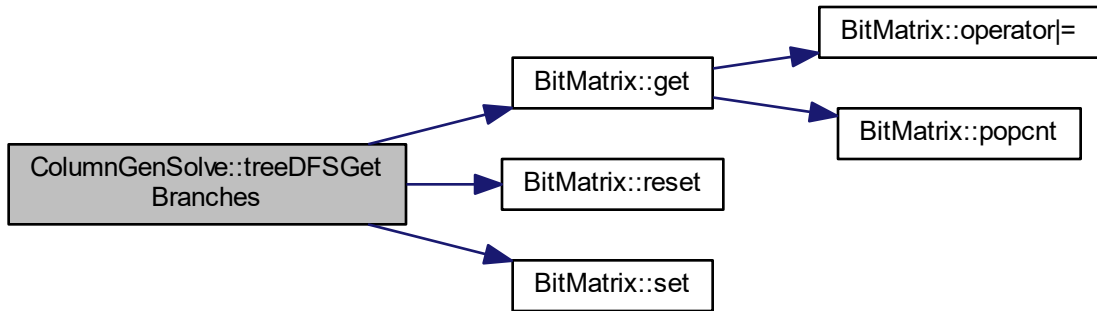 BitMatrix::operator|=
BitMatrix::get
BitMatrix::popcnt
ColumnGenSolve::treeDFSGet
Branches
BitMatrix::reset
BitMatrix::set